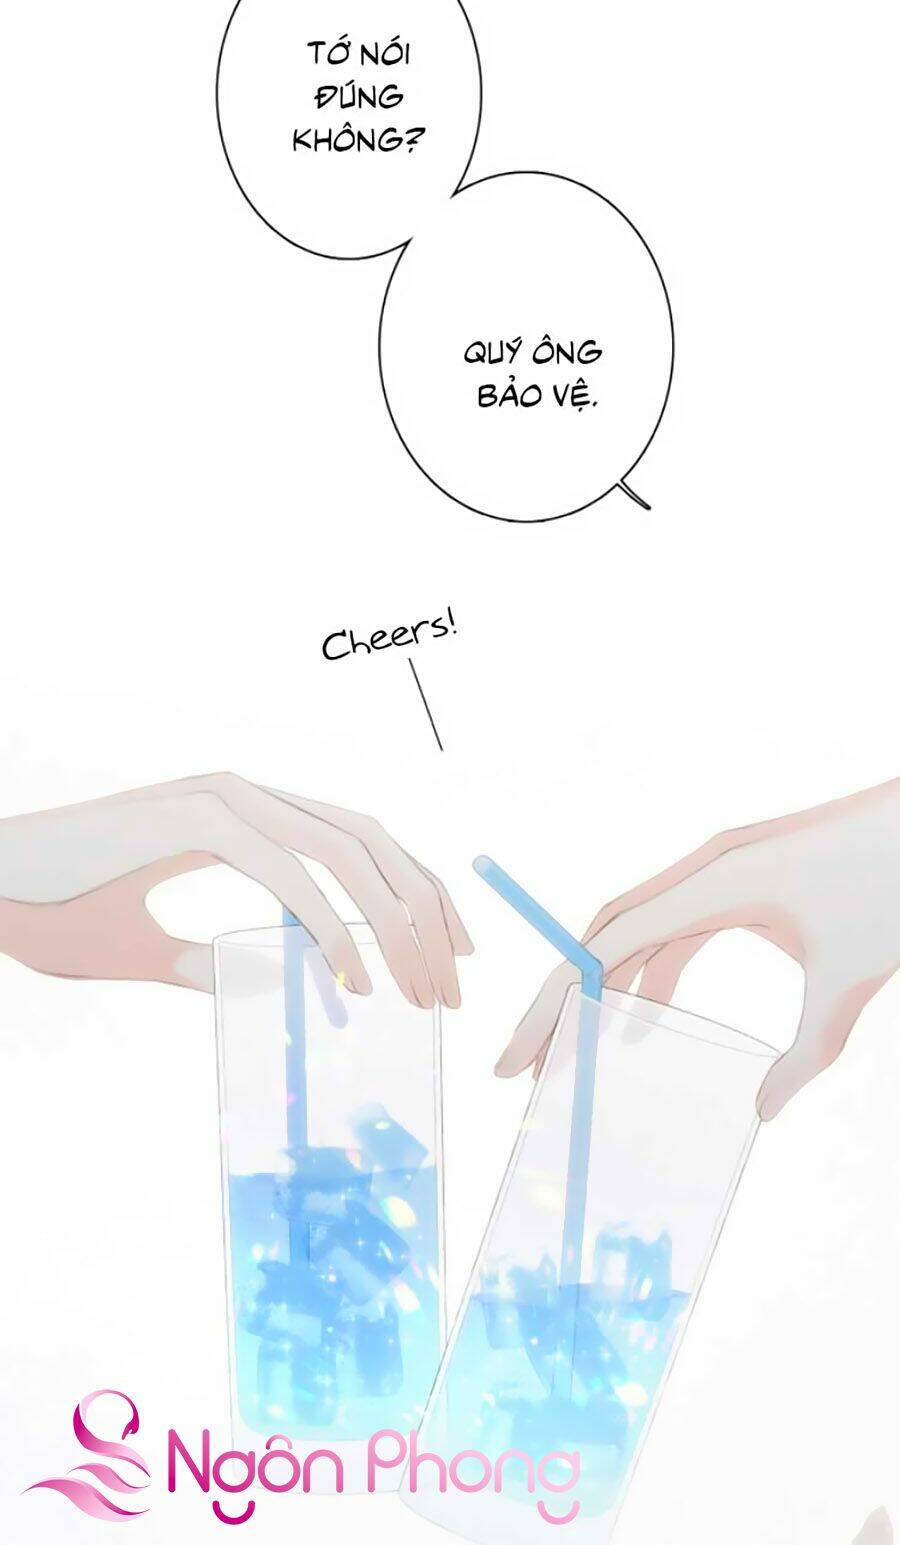 TỚ NÓI
ĐÚNG
KHÔNG?
QUÝ ÔNG
BẢO VỆ.
Cheers!
Ngôn Phong